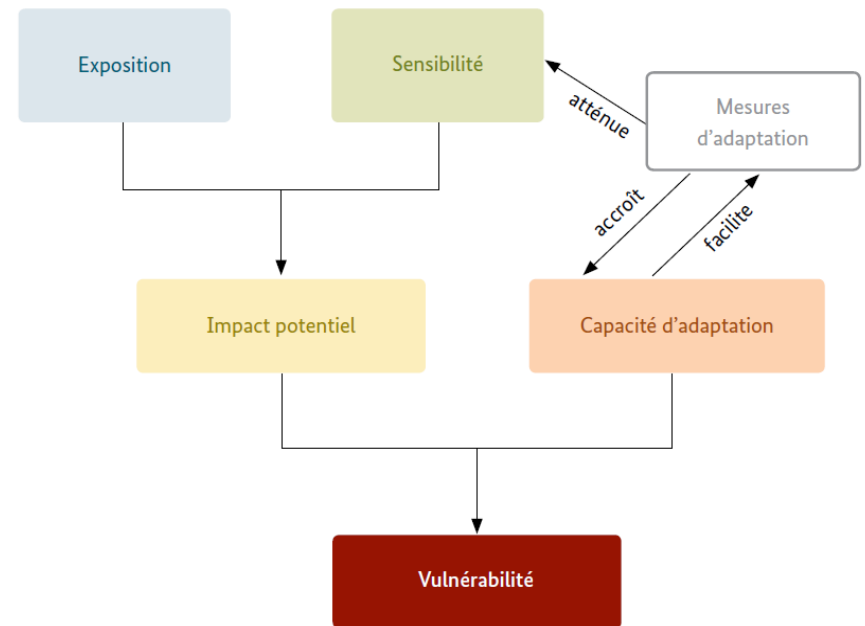 Exposition
Sensibilité
atténue
Mesures
d’adaptation
accroît
facilite
Impact potentiel
Capacité d’adaptation
Vulnérabilité